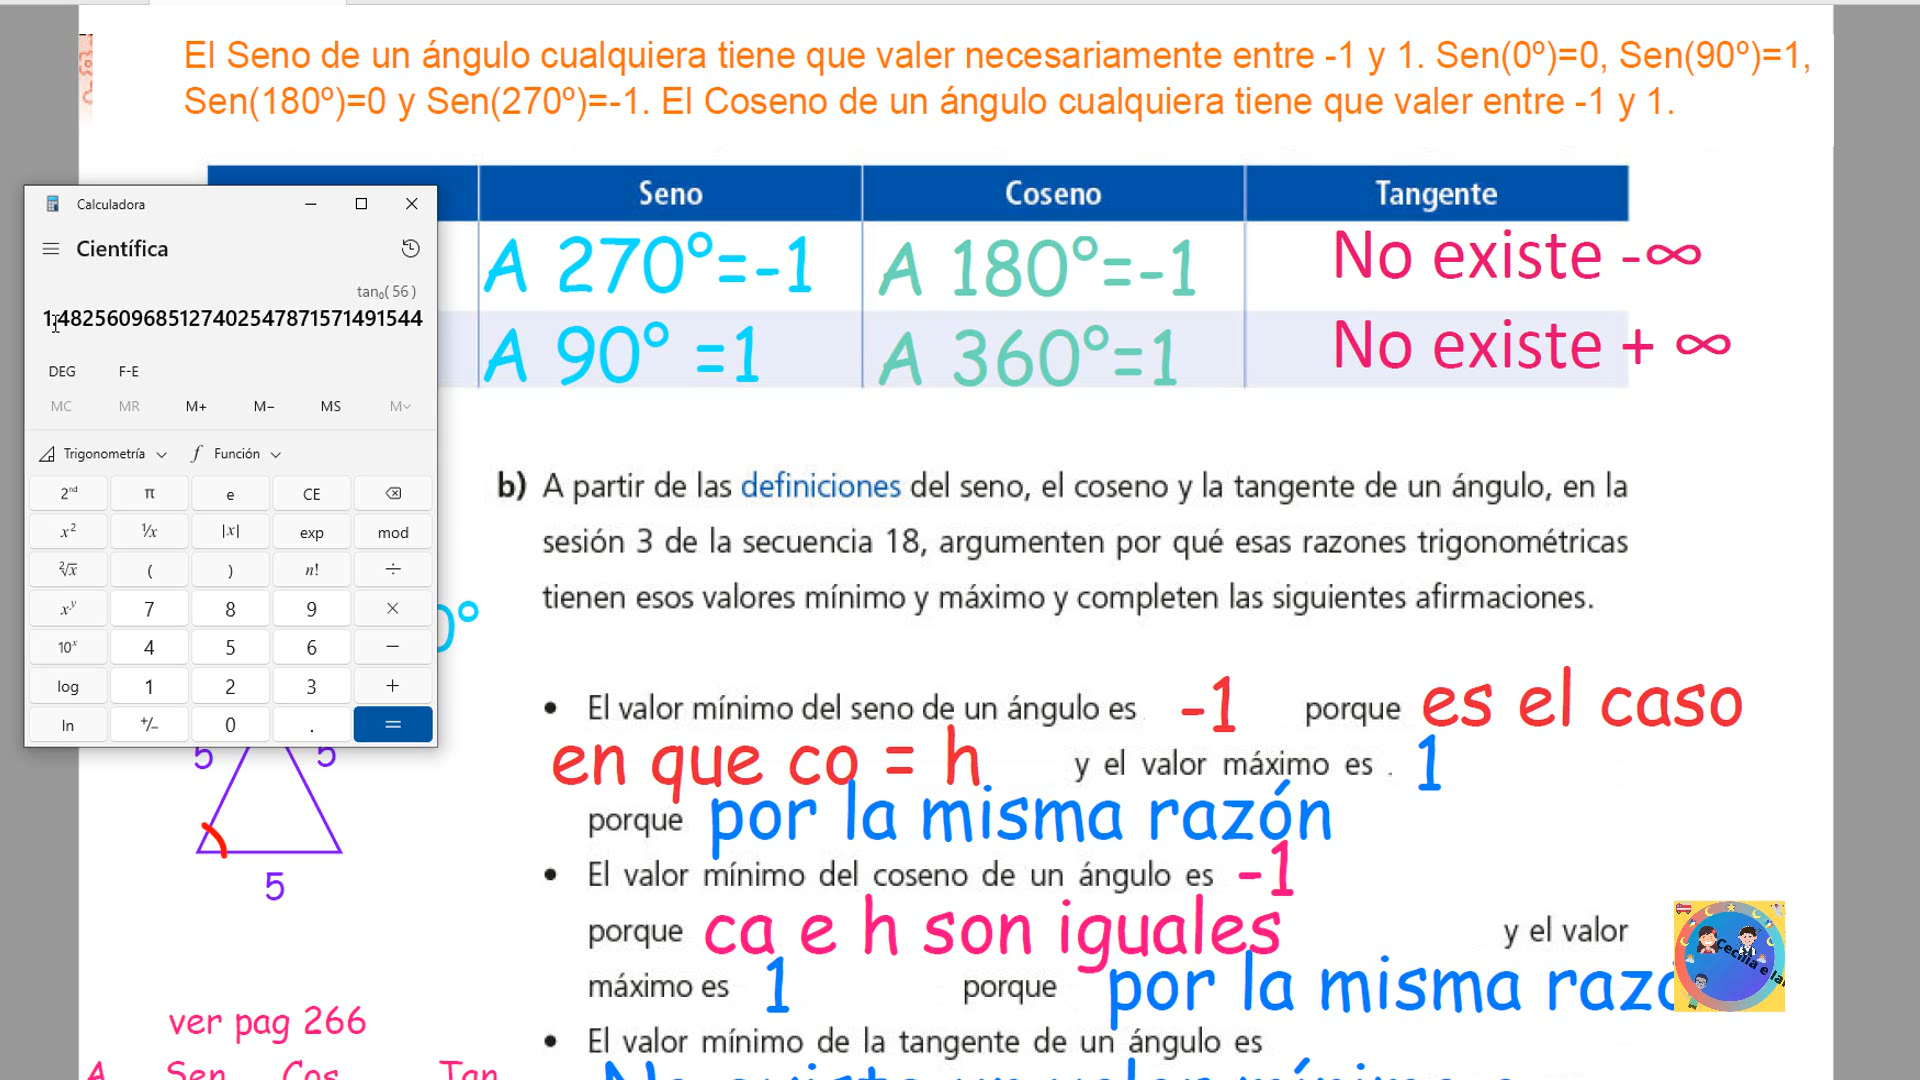 El Seno de un ángulo cualquiera tiene que valer necesariamente entre -1 y 1. Sen(0º)=0, Sen(90º)=1,
Sen(180º)=0 y Sen(270º)=-1. El Coseno de un ángulo cualquiera tiene que valer entre -1 y 1.
Seno Coseno Tangente
A 270°=-1 A 180°=-1 No existe -∞
A 90° =1 A 360°=1 No existe + ∞
Calculadora
Científica
tan₀( 56 )
1,4825609685127402547871571491544
DEG F-E
MC MR M+ M− MS M
Trigonometría f Función
2ⁿᵈ π e CE
x² ¹/x |x| exp mod
²√x ( ) n! ÷
xʸ 7 8 9 ×
10ˣ 4 5 6 −
log 1 2 3 +
ln +/− 0 . =
0°
b) A partir de las definiciones del seno, el coseno y la tangente de un ángulo, en la
sesión 3 de la secuencia 18, argumenten por qué esas razones trigonométricas
tienen esos valores mínimo y máximo y completen las siguientes afirmaciones.
• El valor mínimo del seno de un ángulo es -1 porque es el caso
en que co = h y el valor máximo es . 1
porque por la misma razón
• El valor mínimo del coseno de un ángulo es -1
porque ca e h son iguales y el valor
máximo es 1 porque por la misma razó
• El valor mínimo de la tangente de un ángulo es
5 5
5
ver pag 266
A Sen Cos Tan